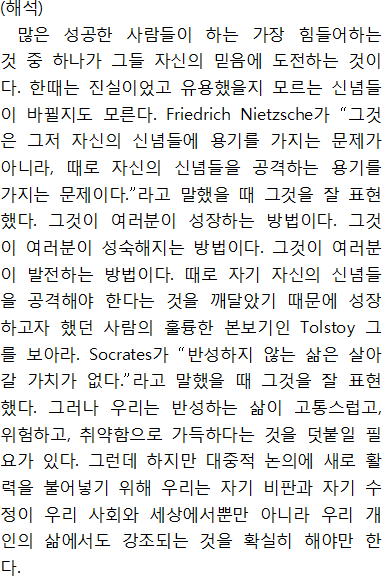 (해석)
많은 성공한 사람들이 하는 가장 힘들어하는
것 중 하나가 그들 자신의 믿음에 도전하는 것이
다. 한때는 진실이었고 유용했을지 모르는 신념들
이 바뀔지도 모른다. Friedrich Nietzsche가 “그것
은 그저 자신의 신념들에 용기를 가지는 문제가
아니라, 때로 자신의 신념들을 공격하는 용기를
가지는 문제이다.”라고 말했을 때 그것을 잘 표현
했다. 그것이 여러분이 성장하는 방법이다. 그것
이 여러분이 성숙해지는 방법이다. 그것이 여러분
이 발전하는 방법이다. 때로 자기 자신의 신념들
을 공격해야 한다는 것을 깨달았기 때문에 성장
하고자 했던 사람의 훌륭한 본보기인 Tolstoy 그
를 보아라. Socrates가 “반성하지 않는 삶은 살아
갈 가치가 없다.”라고 말했을 때 그것을 잘 표현
했다. 그러나 우리는 반성하는 삶이 고통스럽고,
위험하고, 취약함으로 가득하다는 것을 덧붙일 필
요가 있다. 그런데 하지만 대중적 논의에 새로 활
력을 불어넣기 위해 우리는 자기 비판과 자기 수
정이 우리 사회와 세상에서뿐만 아니라 우리 개
인의 삶에서도 강조되는 것을 확실히 해야만 한
다.